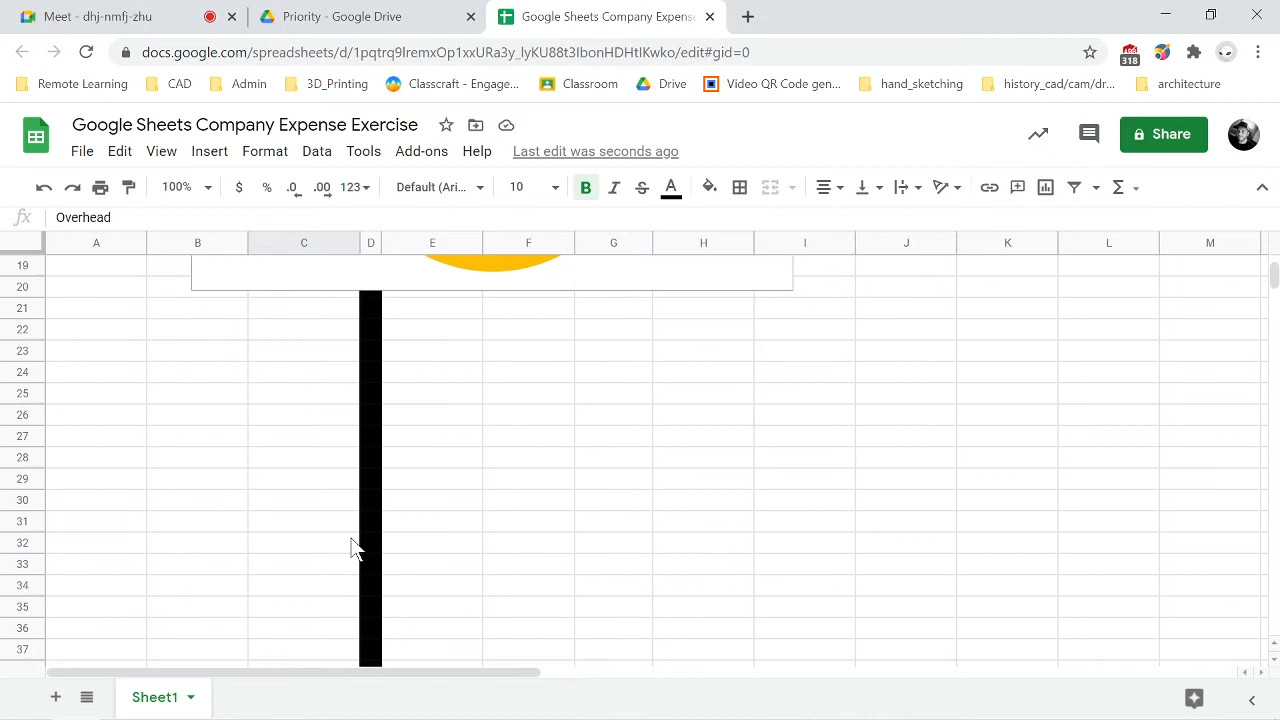 Meet - dhj-nmfj-zhu
Priority - Google Drive
Google Sheets Company Expense
docs.google.com/spreadsheets/d/1pqtrq9lremxOp1xxURa3y_lyKU88t3IbonHDHtlKwko/edit#gid=0
318
Remote Learning CAD Admin 3D_Printing Classcraft - Engage... Classroom Drive Video QR Code gen... hand_sketching history_cad/cam/dr... architecture
Google Sheets Company Expense Exercise
Share
File Edit View Insert Format Data Tools Add-ons Help Last edit was seconds ago
100% $ % .0 .00 123 Default (Ari... 10 B I S A Σ
fx Overhead
A B C D E F G H I J K L M
19
20
21
22
23
24
25
26
27
28
29
30
31
32
33
34
35
36
37
Sheet1